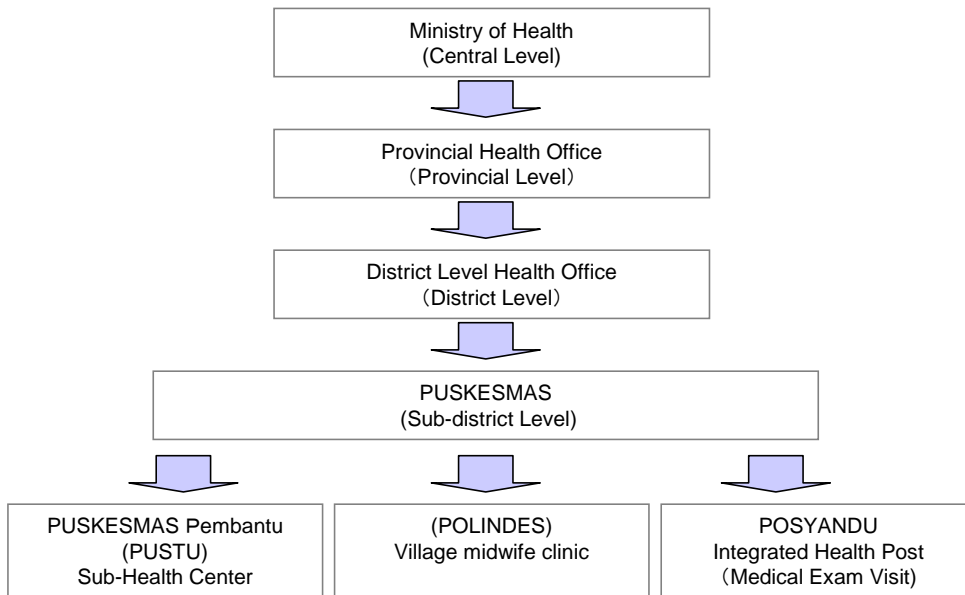 Ministry of Health
(Central Level)
Provincial Health Office
（Provincial Level）
District Level Health Office
（District Level）
PUSKESMAS
(Sub-district Level)
PUSKESMAS Pembantu
(PUSTU)
Sub-Health Center
(POLINDES)
Village midwife clinic
POSYANDU
Integrated Health Post
（Medical Exam Visit)